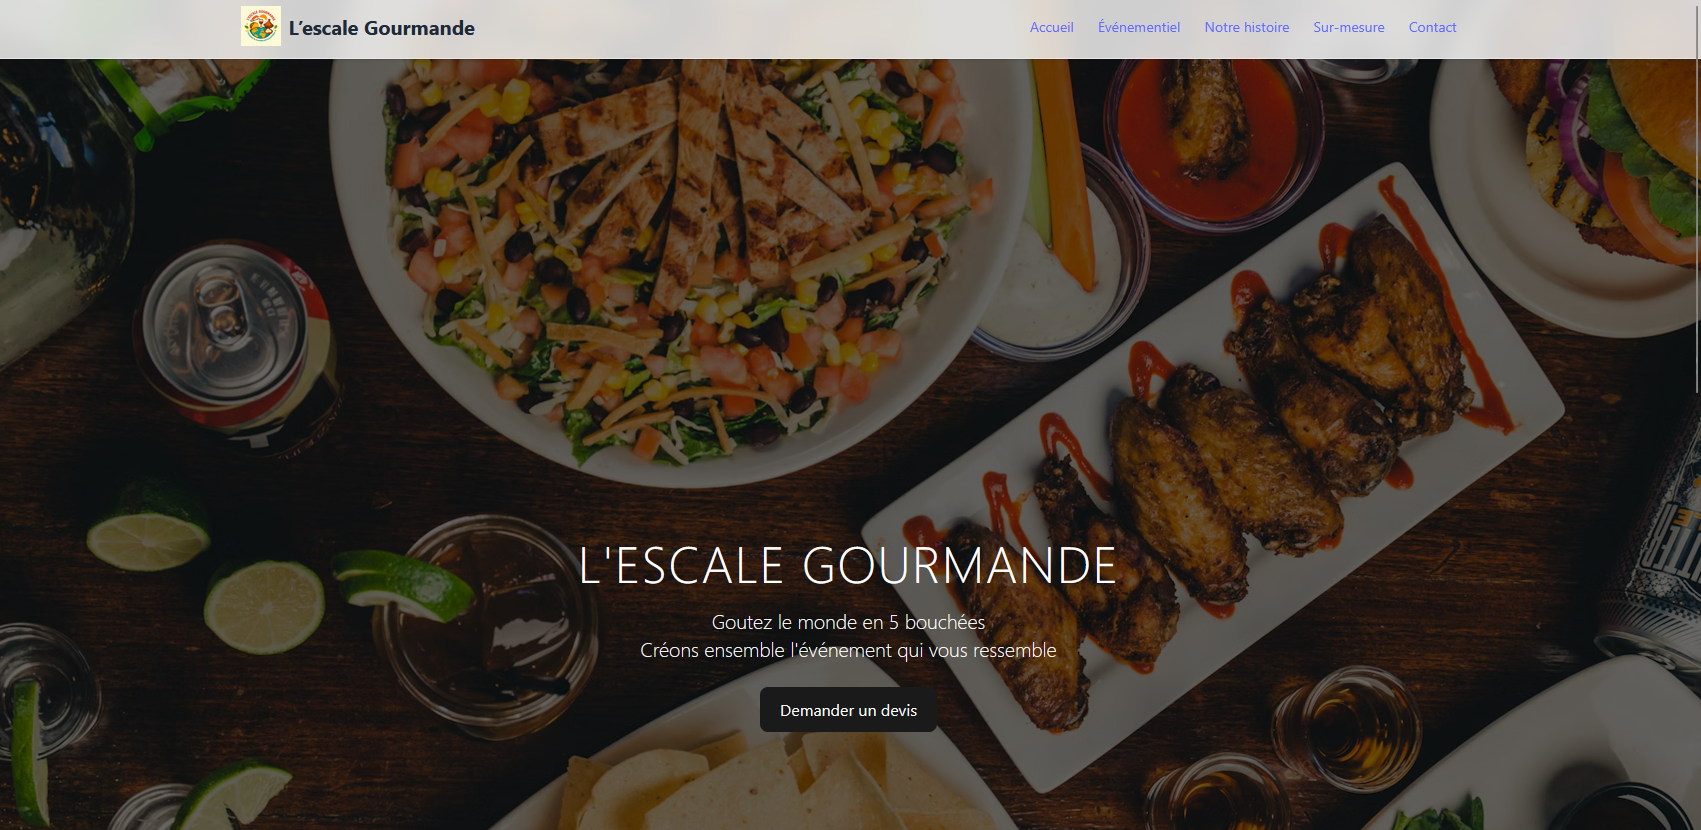 L’escale Gourmande
Accueil
Événementiel
Notre histoire
Sur-mesure
Contact
L'ESCALE GOURMANDE
Goutez le monde en 5 bouchées
Créons ensemble l'événement qui vous ressemble
Demander un devis